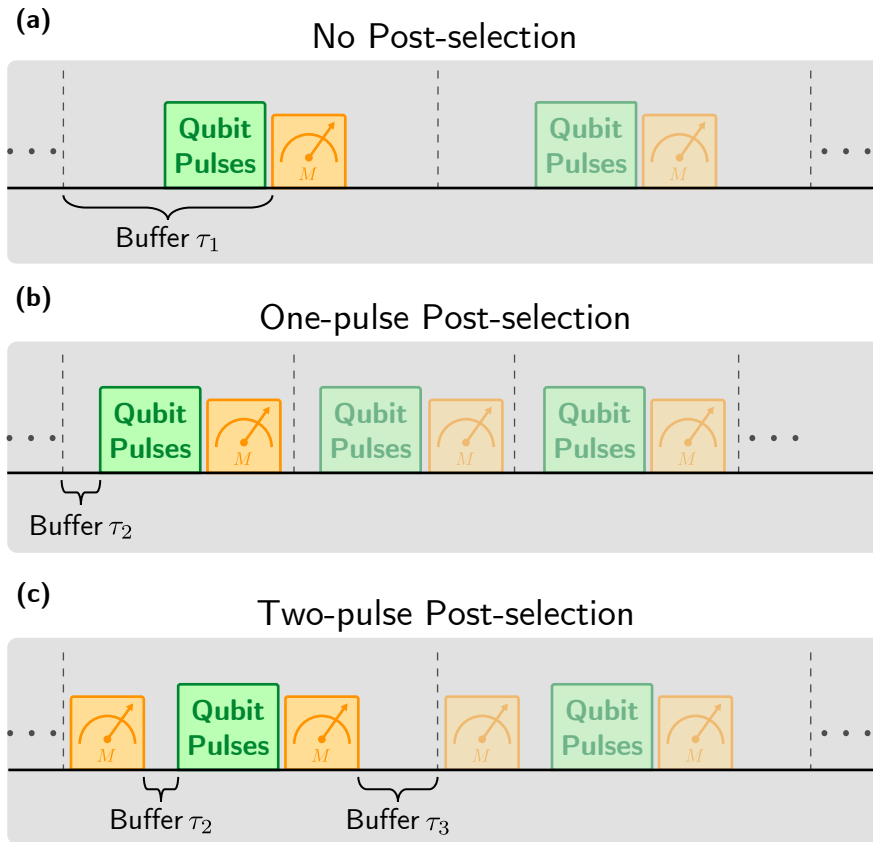 (a)
No Post-selection
Qubit Pulses
M
Qubit Pulses
M
Buffer τ₁
(b)
One-pulse Post-selection
Qubit Pulses
M
Qubit Pulses
M
Qubit Pulses
M
Buffer τ₂
(c)
Two-pulse Post-selection
M
Qubit Pulses
M
M
Qubit Pulses
M
Buffer τ₂
Buffer τ₃